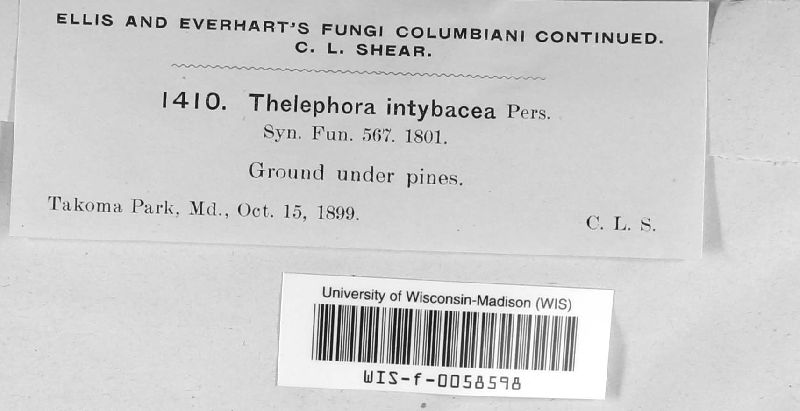 ELLIS AND EVERHART'S FUNGI COLUMBIANI CONTINUED.
C. L. SHEAR.
1410. Thelephora intybacea Pers.
Syn. Fun. 567. 1801.
Ground under pines.
Takoma Park, Md., Oct. 15, 1899.
C. L. S.
University of Wisconsin-Madison (WIS)
WIS-f-0058598